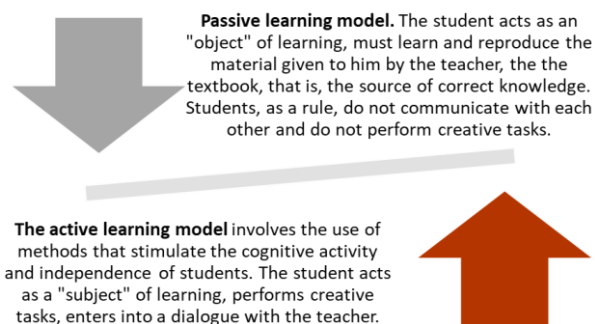 Passive learning model. The student acts as an
"object" of learning, must learn and reproduce the
material given to him by the teacher, the the
textbook, that is, the source of correct knowledge.
Students, as a rule, do not communicate with each
other and do not perform creative tasks.
The active learning model involves the use of
methods that stimulate the cognitive activity
and independence of students. The student acts
as a "subject" of learning, performs creative
tasks, enters into a dialogue with the teacher.